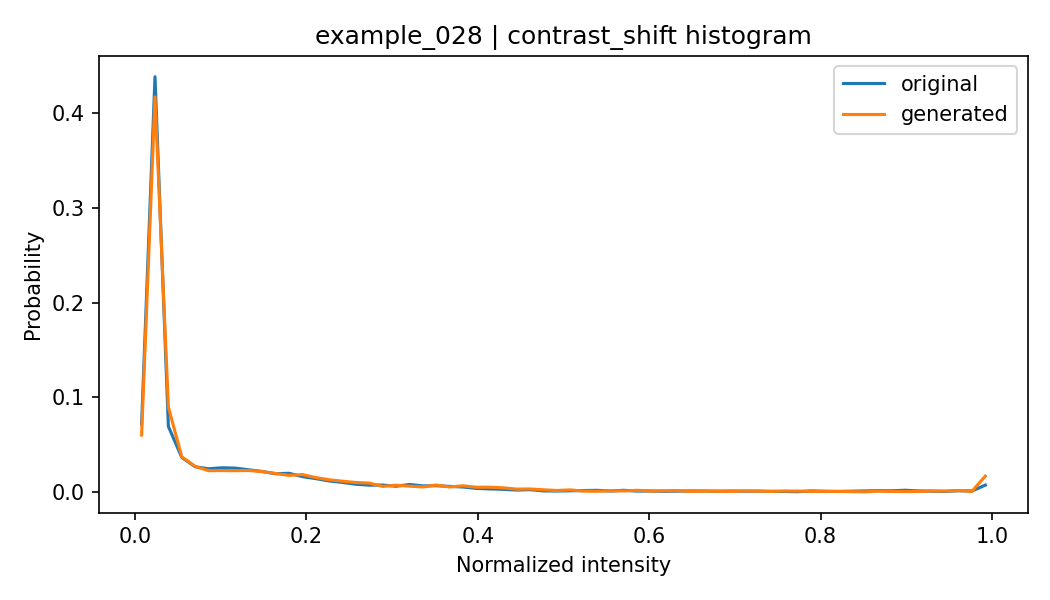 example_028 | contrast_shift histogram
original
generated
Probability
0.4
0.3
0.2
0.1
0.0
0.0 0.2 0.4 0.6 0.8 1.0
Normalized intensity